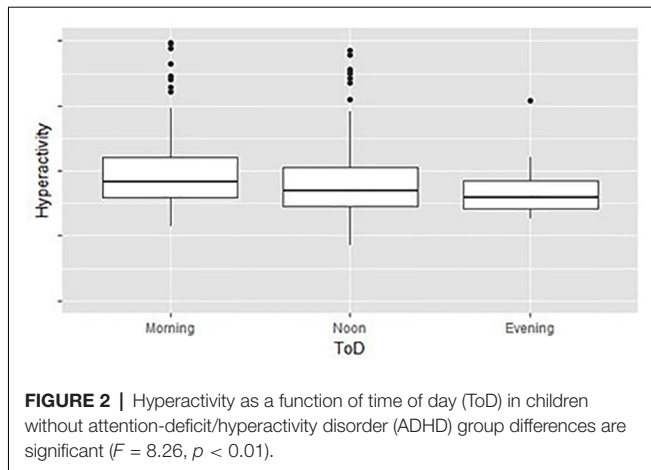 Hyperactivity
Morning Noon Evening
ToD
FIGURE 2 | Hyperactivity as a function of time of day (ToD) in children
without attention-deficit/hyperactivity disorder (ADHD) group differences are
significant (F = 8.26, p < 0.01).